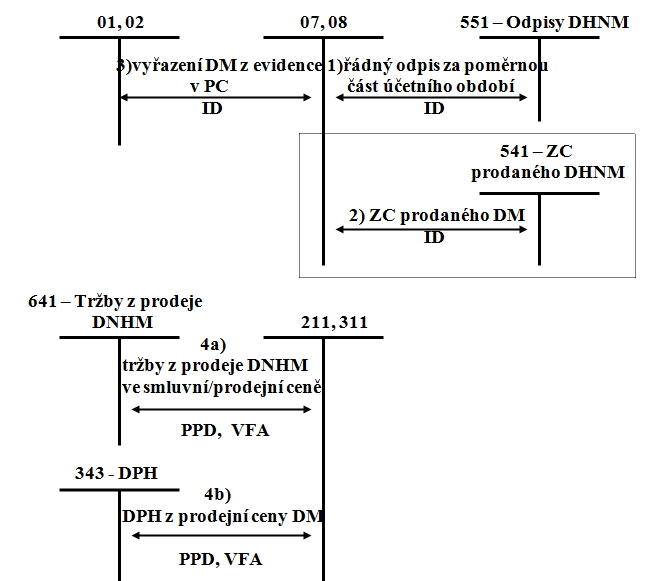 01, 02
07, 08
551 – Odpisy DHNM
3)vyřazení DM z evidence
v PC
ID
1)řádný odpis za poměrnou
část účetního období
ID
541 – ZC
prodaného DHNM
2) ZC prodaného DM
ID
641 – Tržby z prodeje
DNHM
211, 311
4a)
tržby z prodeje DNHM
ve smluvní/prodejní ceně
PPD, VFA
343 - DPH
4b)
DPH z prodejní ceny DM
PPD, VFA